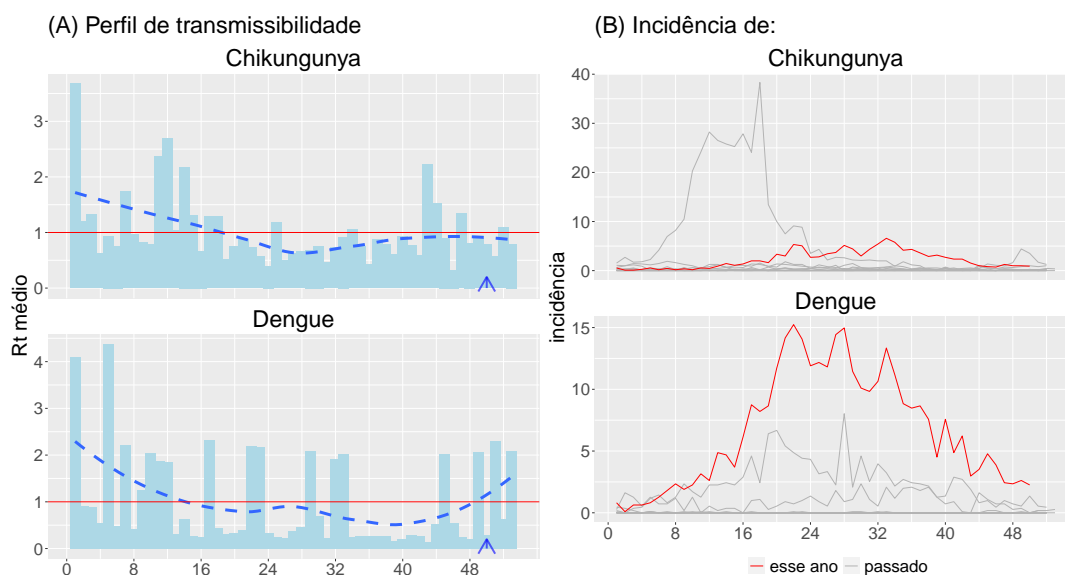 (A) Perfil de transmissibilidade
Chikungunya
3
2
1
0
Dengue
4
3
2
1
0
0 8 16 24 32 40 48
Rt médio
(B) Incidência de:
Chikungunya
40
30
20
10
0
Dengue
15
10
5
0
0 8 16 24 32 40 48
incidência
esse ano passado